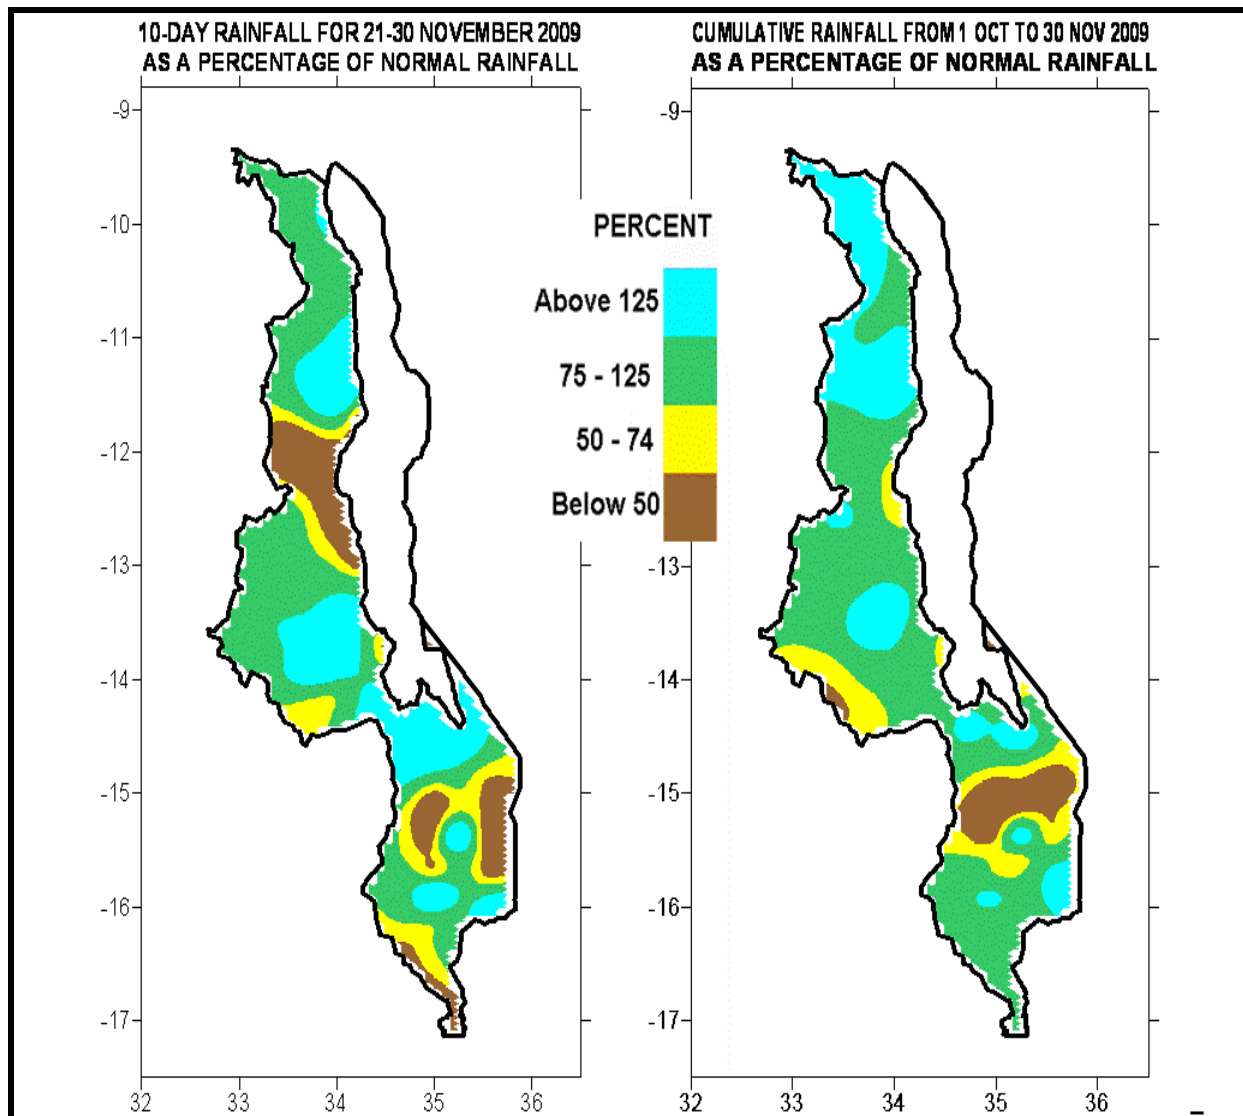 10-DAY RAINFALL FOR 21-30 NOVEMBER 2009
AS A PERCENTAGE OF NORMAL RAINFALL
CUMULATIVE RAINFALL FROM 1 OCT TO 30 NOV 2009
AS A PERCENTAGE OF NORMAL RAINFALL
-9
-10
-11
-12
-13
-14
-15
-16
-17
32 33 34 35 36
PERCENT
Above 125
75 - 125
50 - 74
Below 50
-9
-10
-11
-12
-13
-14
-15
-16
-17
32 33 34 35 36